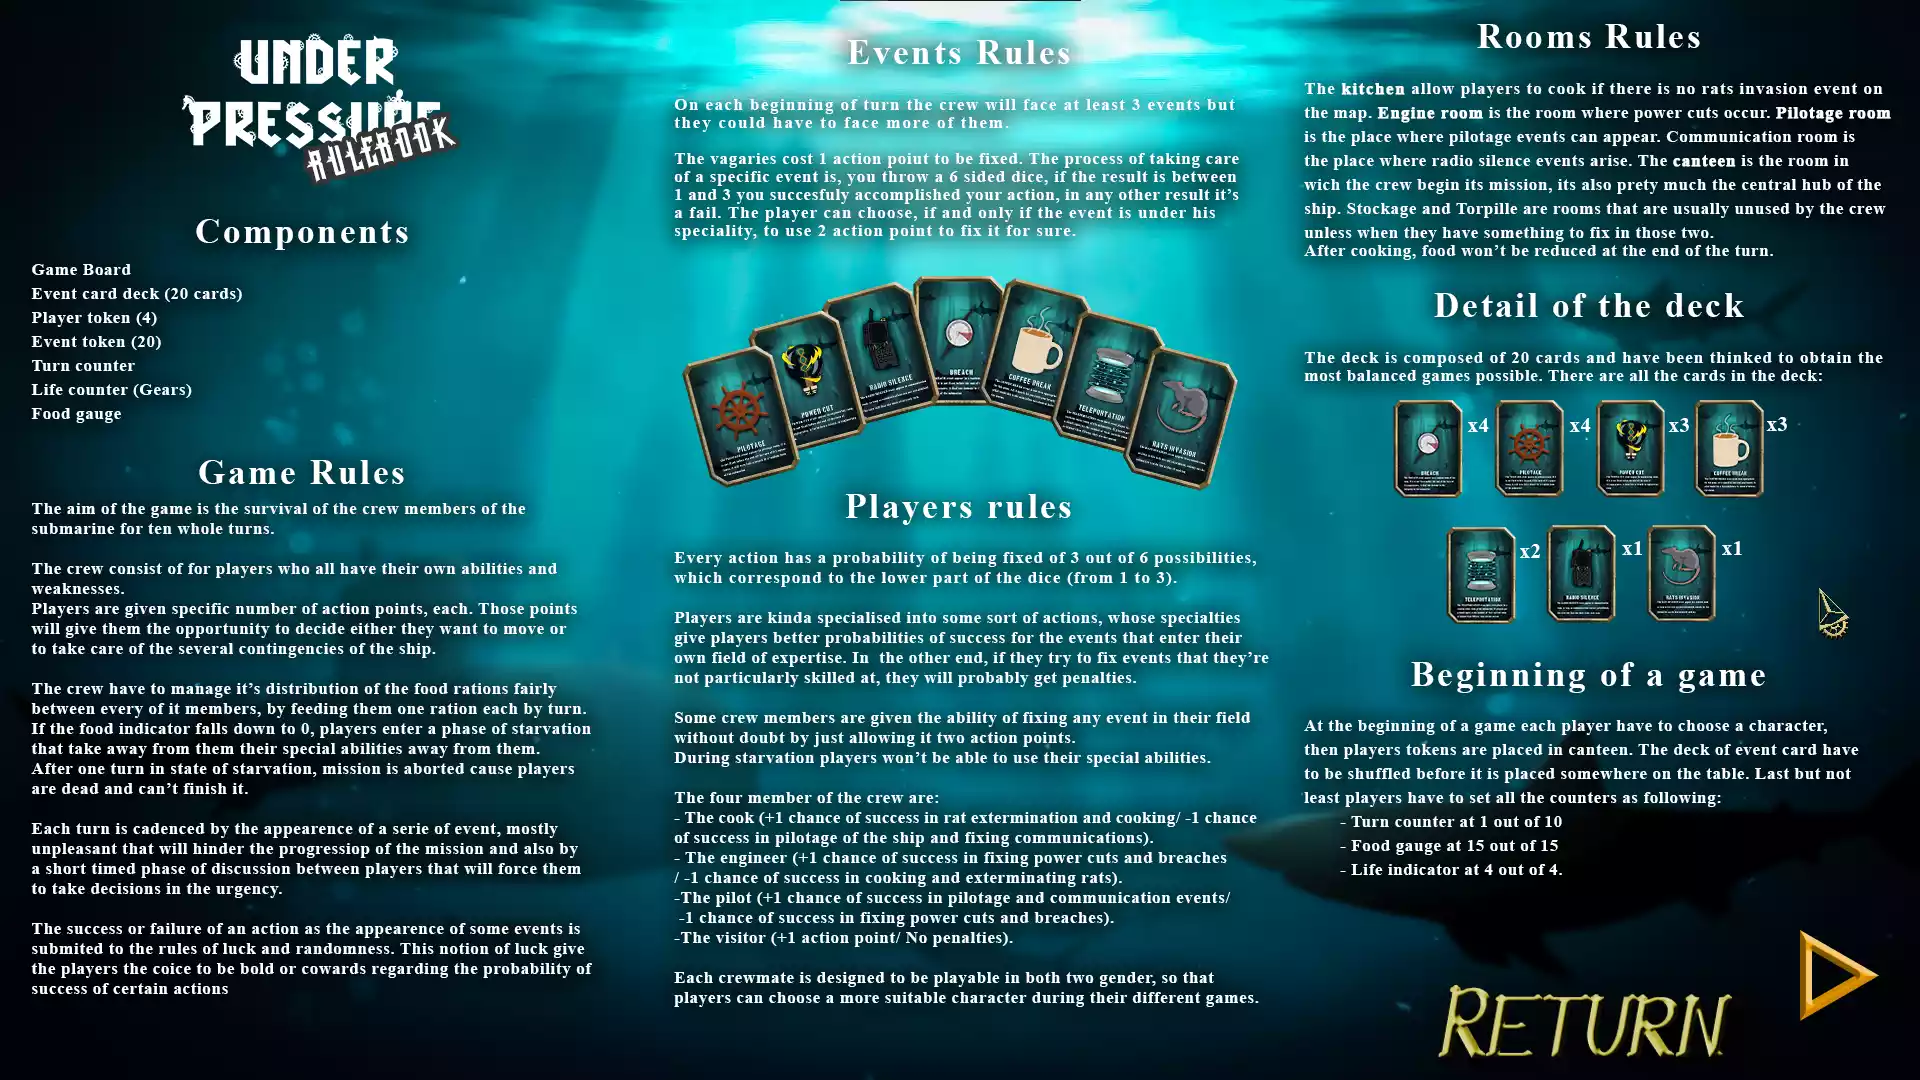 UNDER
PRESSURE
RULEBOOK
Components
Game Board
Event card deck (20 cards)
Player token (4)
Event token (20)
Turn counter
Life counter (Gears)
Food gauge
Game Rules
The aim of the game is the survival of the crew members of the
submarine for ten whole turns.
The crew consist of for players who all have their own abilities and
weaknesses.
Players are given specific number of action points, each. Those points
will give them the opportunity to decide either they want to move or
to take care of the several contingencies of the ship.
The crew have to manage it's distribution of the food rations fairly
between every of it members, by feeding them one ration each by turn.
If the food indicator falls down to 0, players enter a phase of starvation
that take away from them their special abilities away from them.
After one turn in state of starvation, mission is aborted cause players
are dead and can't finish it.
Each turn is cadenced by the appearence of a serie of event, mostly
unpleasant that will hinder the progressiop of the mission and also by
a short timed phase of discussion between players that will force them
to take decisions in the urgency.
The success or failure of an action as the appearence of some events is
submited to the rules of luck and randomness. This notion of luck give
the players the coice to be bold or cowards regarding the probability of
success of certain actions
Events Rules
On each beginning of turn the crew will face at least 3 events but
they could have to face more of them.
The vagaries cost 1 action point to be fixed. The process of taking care
of a specific event is, you throw a 6 sided dice, if the result is between
1 and 3 you succesfuly accomplished your action, in any other result it's
a fail. The player can choose, if and only if the event is under his
speciality, to use 2 action point to fix it for sure.
PILOTAGE
POWER CUT
RADIO SILENCE
BREACH
COFFEE BREAK
TELEPORTATION
RATS INVASION
Players rules
Every action has a probability of being fixed of 3 out of 6 possibilities,
which correspond to the lower part of the dice (from 1 to 3).
Players are kinda specialised into some sort of actions, whose specialties
give players better probabilities of success for the events that enter their
own field of expertise. In the other end, if they try to fix events that they're
not particularly skilled at, they will probably get penalties.
Some crew members are given the ability of fixing any event in their field
without doubt by just allowing it two action points.
During starvation players won't be able to use their special abilities.
The four member of the crew are:
- The cook (+1 chance of success in rat extermination and cooking/ -1 chance
of success in pilotage of the ship and fixing communications).
- The engineer (+1 chance of success in fixing power cuts and breaches
/ -1 chance of success in cooking and exterminating rats).
-The pilot (+1 chance of success in pilotage and communication events/
-1 chance of success in fixing power cuts and breaches).
-The visitor (+1 action point/ No penalties).
Each crewmate is designed to be playable in both two gender, so that
players can choose a more suitable character during their different games.
Rooms Rules
The kitchen allow players to cook if there is no rats invasion event on
the map. Engine room is the room where power cuts occur. Pilotage room
is the place where pilotage events can appear. Communication room is
the place where radio silence events arise. The canteen is the room in
wich the crew begin its mission, its also prety much the central hub of the
ship. Stockage and Torpille are rooms that are usually unused by the crew
unless when they have something to fix in those two.
After cooking, food won't be reduced at the end of the turn.
Detail of the deck
The deck is composed of 20 cards and have been thinked to obtain the
most balanced games possible. There are all the cards in the deck:
BREACH x4
PILOTAGE x4
POWER CUT x3
COFFEE BREAK x3
TELEPORTATION x2
RADIO SILENCE x1
RATS INVASION x1
Beginning of a game
At the beginning of a game each player have to choose a character,
then players tokens are placed in canteen. The deck of event card have
to be shuffled before it is placed somewhere on the table. Last but not
least players have to set all the counters as following:
- Turn counter at 1 out of 10
- Food gauge at 15 out of 15
- Life indicator at 4 out of 4.
RETURN